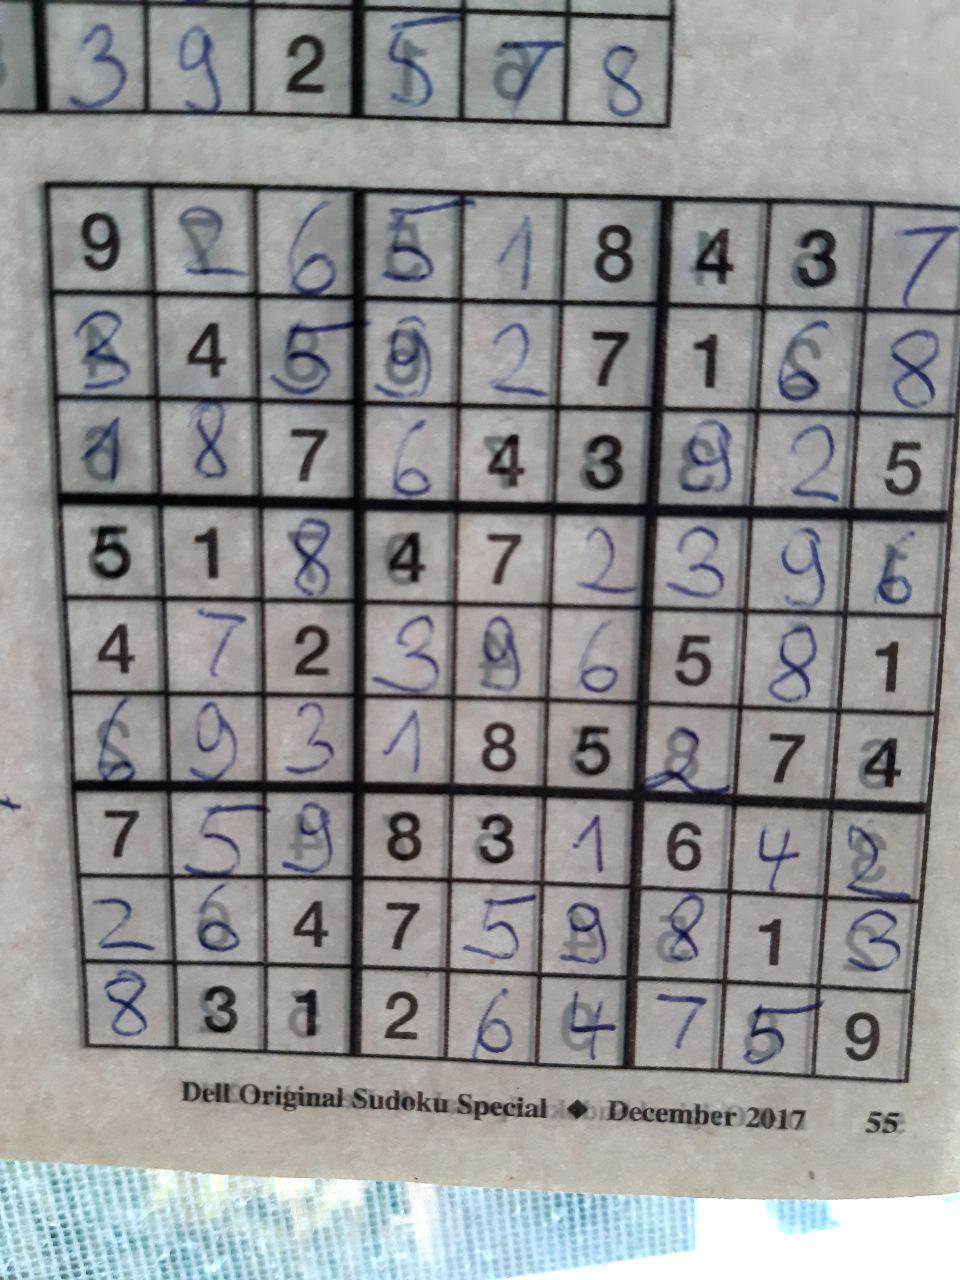 3 9 2 5 7 8
9 2 6 5 1 8 4 3 7
3 4 5 9 2 7 1 6 8
1 8 7 6 4 3 9 2 5
5 1 8 4 7 2 3 9 6
4 7 2 3 9 6 5 8 1
6 9 3 1 8 5 2 7 4
7 5 9 8 3 1 6 4 2
2 6 4 7 5 9 8 1 3
8 3 1 2 6 4 7 5 9
Dell Original Sudoku Special ◆ December 2017 55